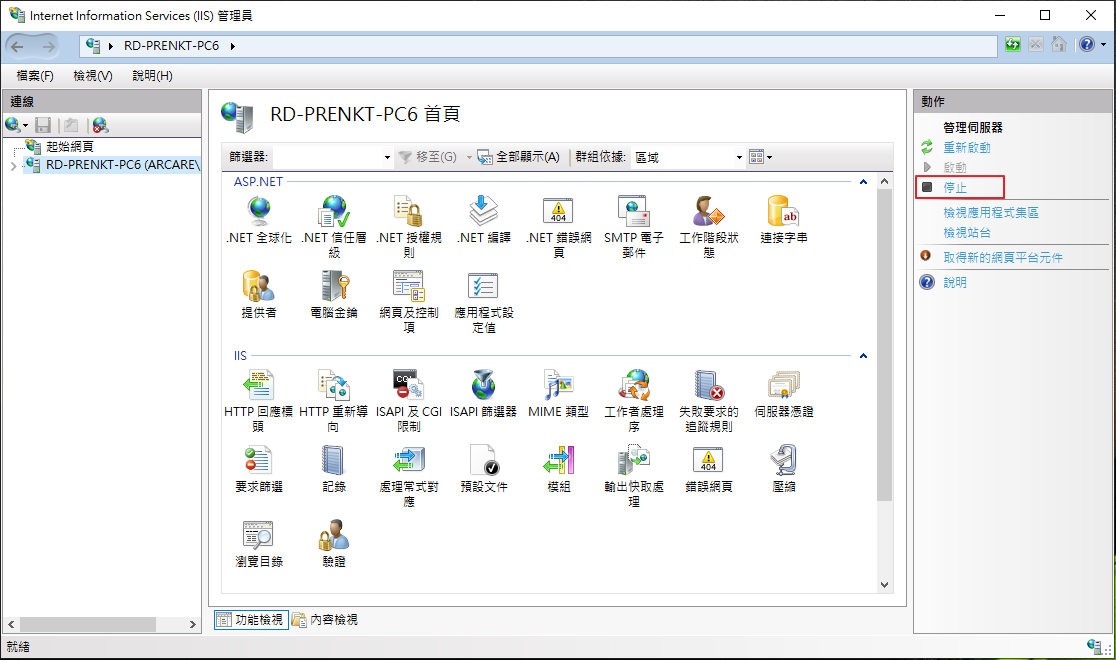 Internet Information Services (IIS) 管理員
RD-PRENKT-PC6
檔案(F) 檢視(V) 說明(H)
連線
起始網頁
RD-PRENKT-PC6 (ARCARE\
RD-PRENKT-PC6 首頁
篩選器: 移至(G) 全部顯示(A) 群組依據: 區域
ASP.NET
.NET 全球化 .NET 信任層級 .NET 授權規則 .NET 編譯 .NET 錯誤網頁 SMTP 電子郵件 工作階段狀態 連接字串
提供者 電腦金鑰 網頁及控制項 應用程式設定值
IIS
HTTP 回應標頭 HTTP 重新導向 ISAPI 及 CGI 限制 ISAPI 篩選器 MIME 類型 工作者處理序 失敗要求的追蹤規則 伺服器憑證
要求篩選 記錄 處理常式對應 預設文件 模組 輸出快取處理 錯誤網頁 壓縮
瀏覽目錄 驗證
功能檢視 內容檢視
動作
管理伺服器
重新啟動
啟動
停止
檢視應用程式集區
檢視站台
取得新的網頁平台元件
說明
就緒